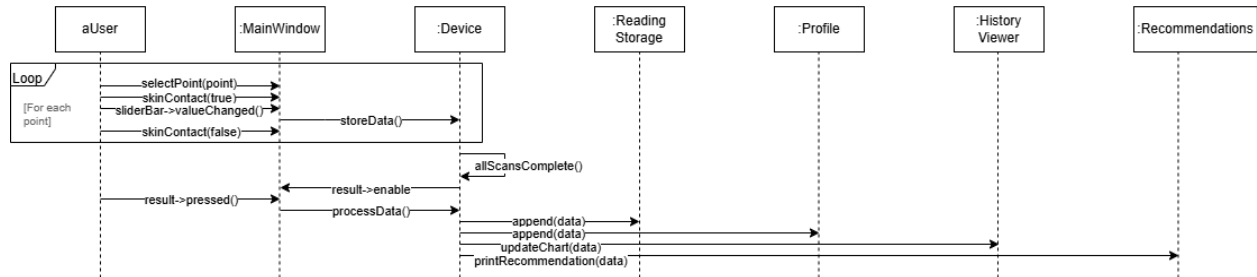 aUser
:MainWindow
:Device
:Reading
Storage
:Profile
:History
Viewer
:Recommendations
Loop
[For each
point]
selectPoint(point)
skinContact(true)
sliderBar->valueChanged()
storeData()
skinContact(false)
allScansComplete()
result->enable
result->pressed()
processData()
append(data)
append(data)
updateChart(data)
printRecommendation(data)